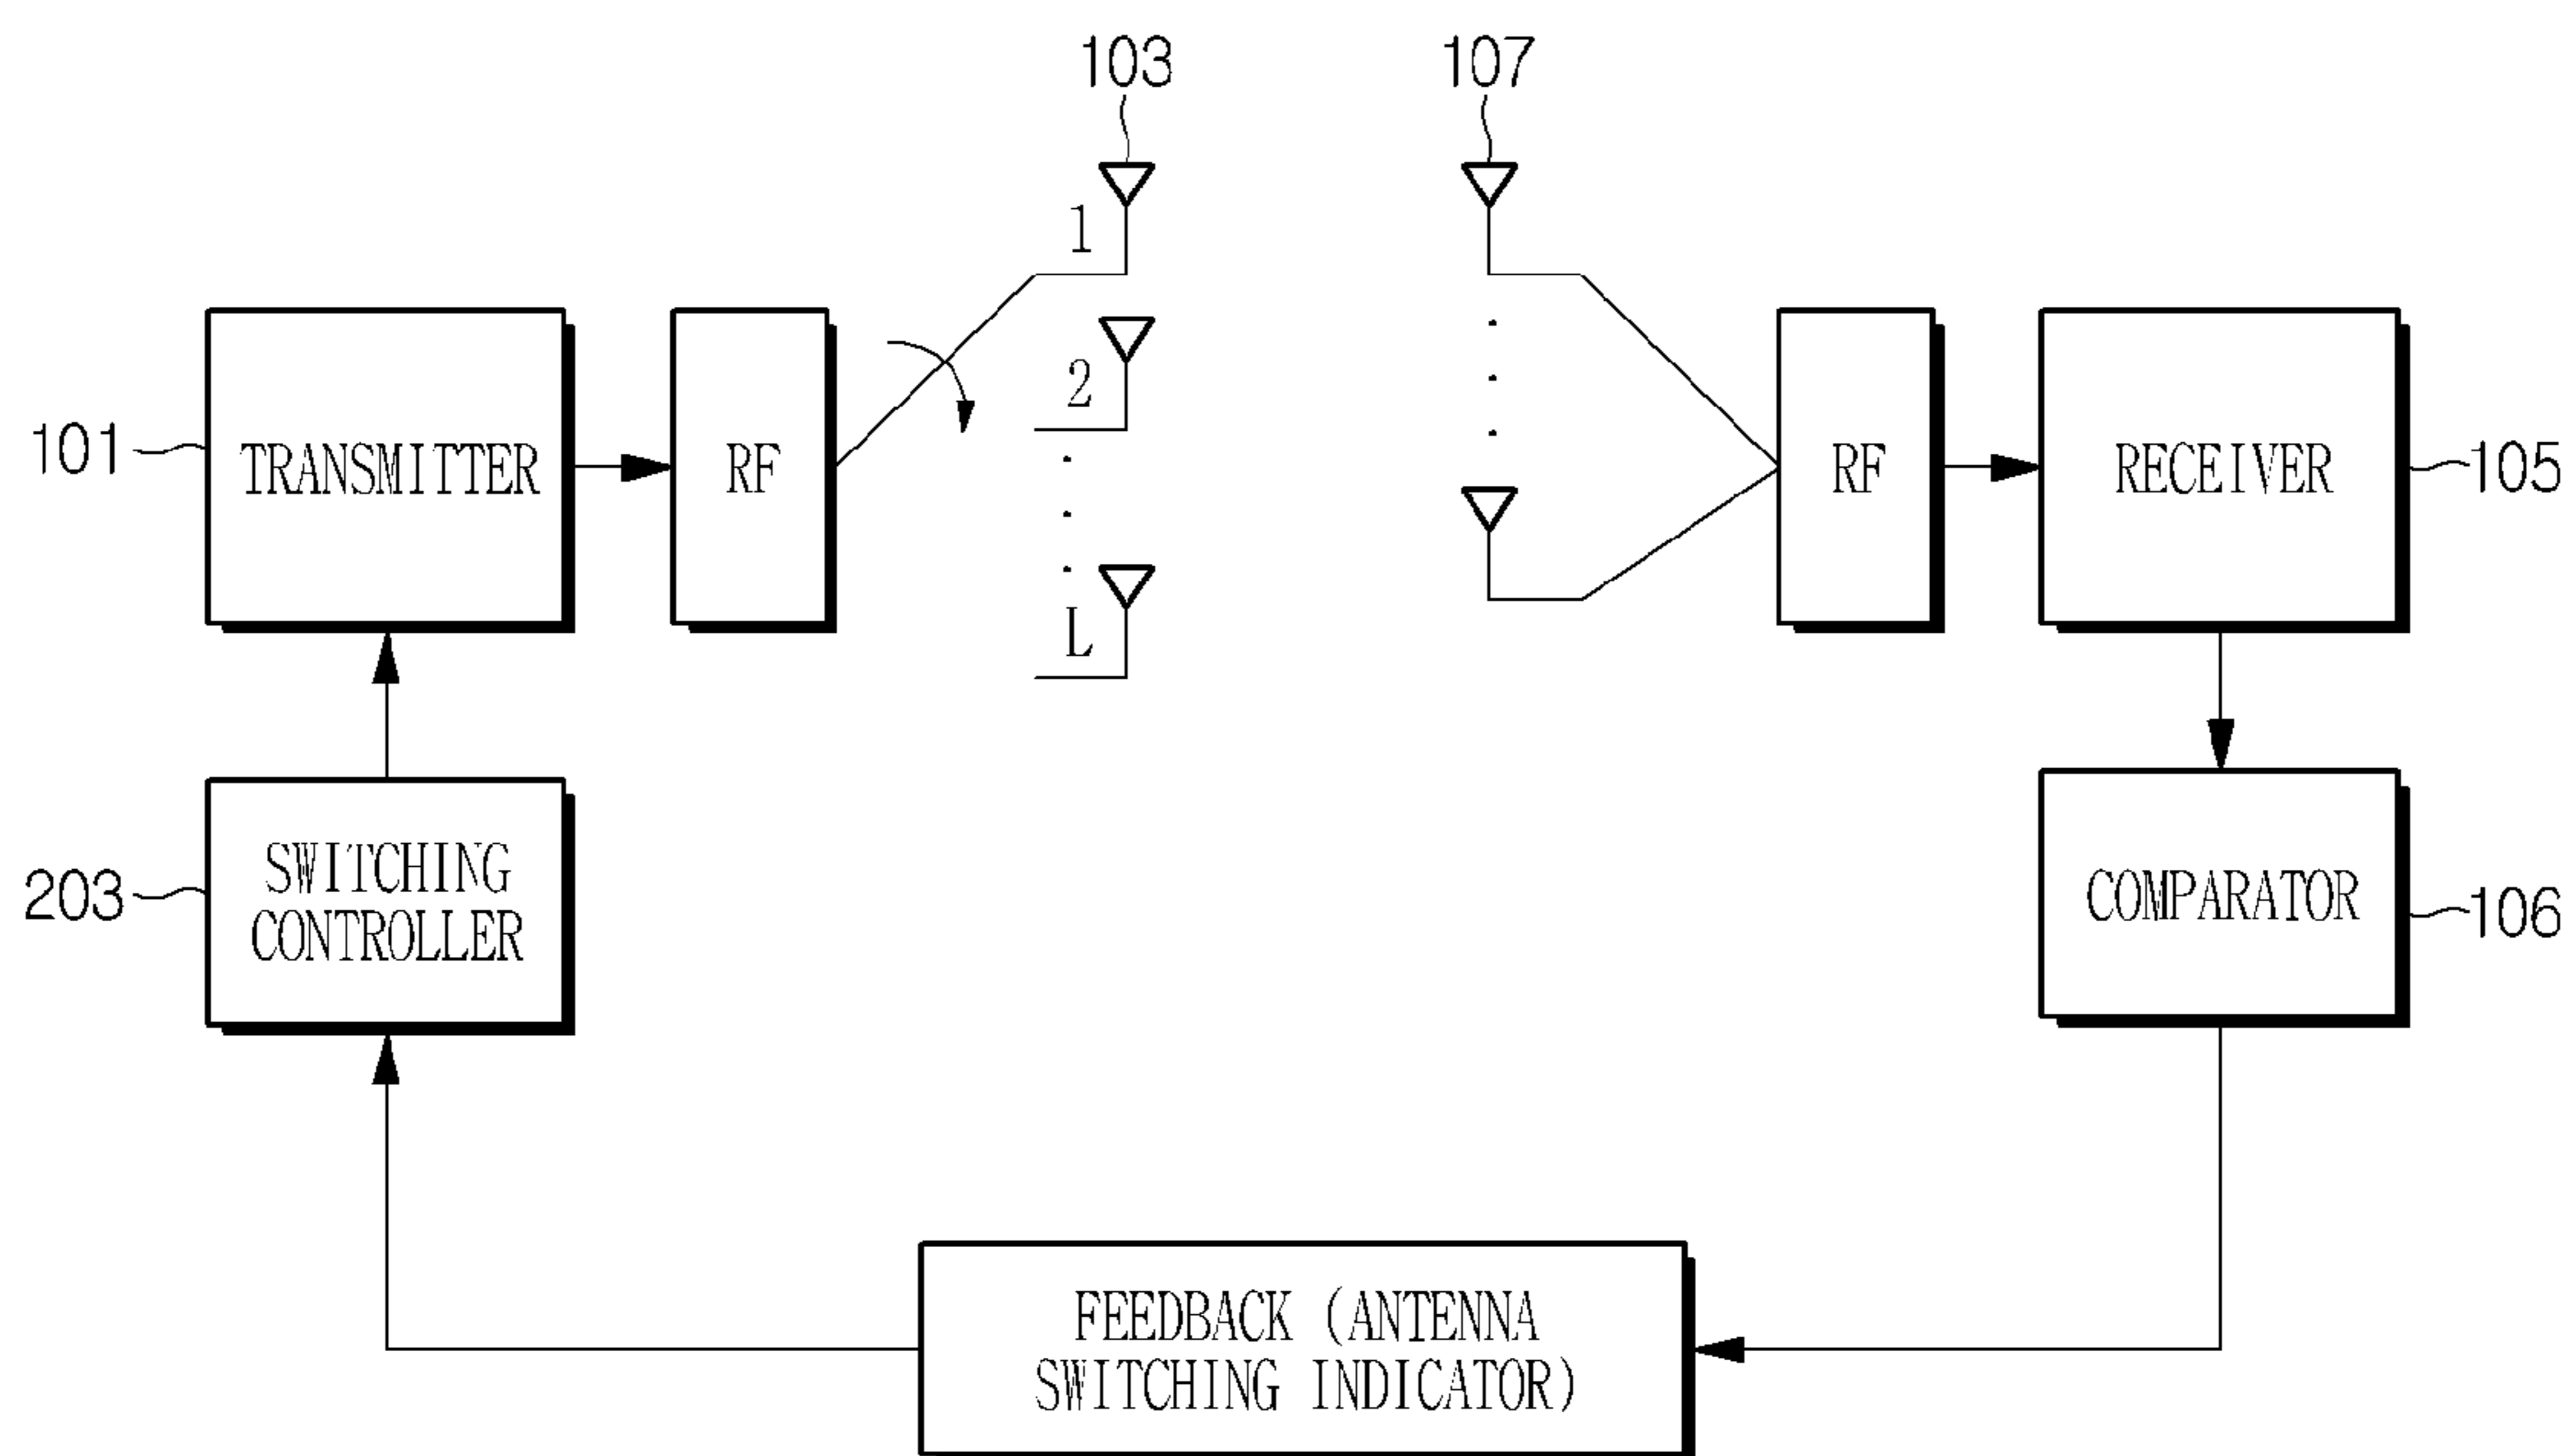 103
107
1
2
L
101
TRANSMITTER
RF
RF
RECEIVER
105
203
SWITCHING
CONTROLLER
COMPARATOR
106
FEEDBACK (ANTENNA
SWITCHING INDICATOR)